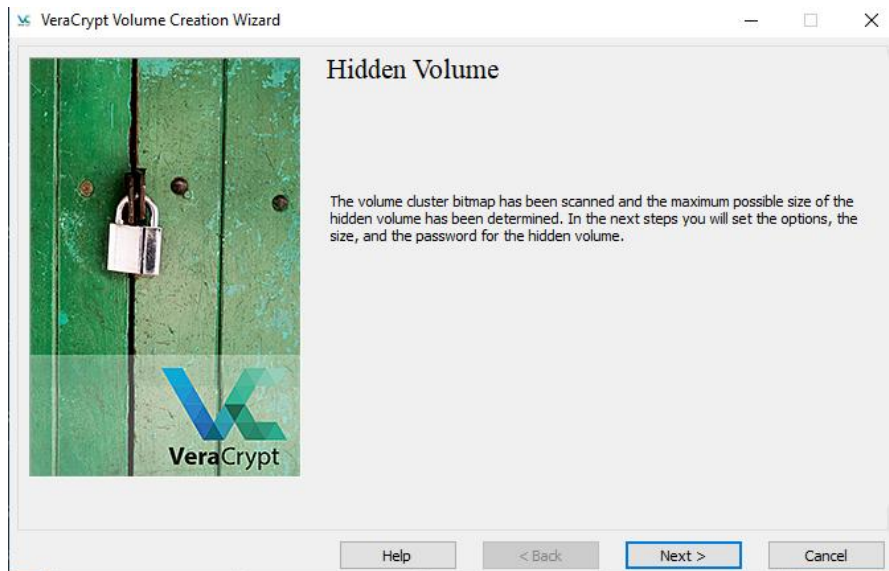 VeraCrypt Volume Creation Wizard
Hidden Volume
The volume cluster bitmap has been scanned and the maximum possible size of the
hidden volume has been determined. In the next steps you will set the options, the
size, and the password for the hidden volume.
VeraCrypt
Help
< Back
Next >
Cancel